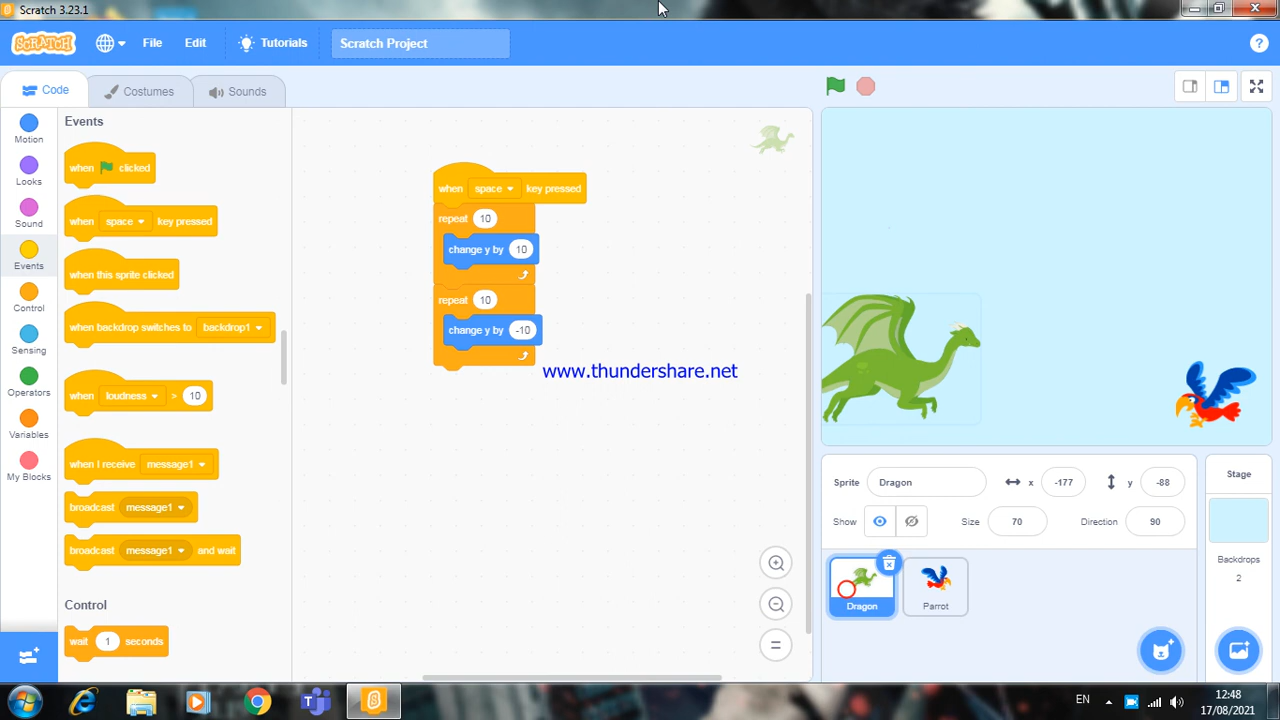 Scratch 3.23.1
SCRATCH
File
Edit
Tutorials
Scratch Project
?
Code
Costumes
Sounds
Motion
Looks
Sound
Events
Control
Sensing
Operators
Variables
My Blocks
Events
when clicked
when space key pressed
when this sprite clicked
when backdrop switches to backdrop1
when loudness > 10
when I receive message1
broadcast message1
broadcast message1 and wait
Control
wait 1 seconds
when space key pressed
repeat 10
change y by 10
repeat 10
change y by -10
www.thundershare.net
Sprite Dragon x -177 y -88
Show Size 70 Direction 90
Dragon
Parrot
Stage
Backdrops
2
EN
12:48
17/08/2021